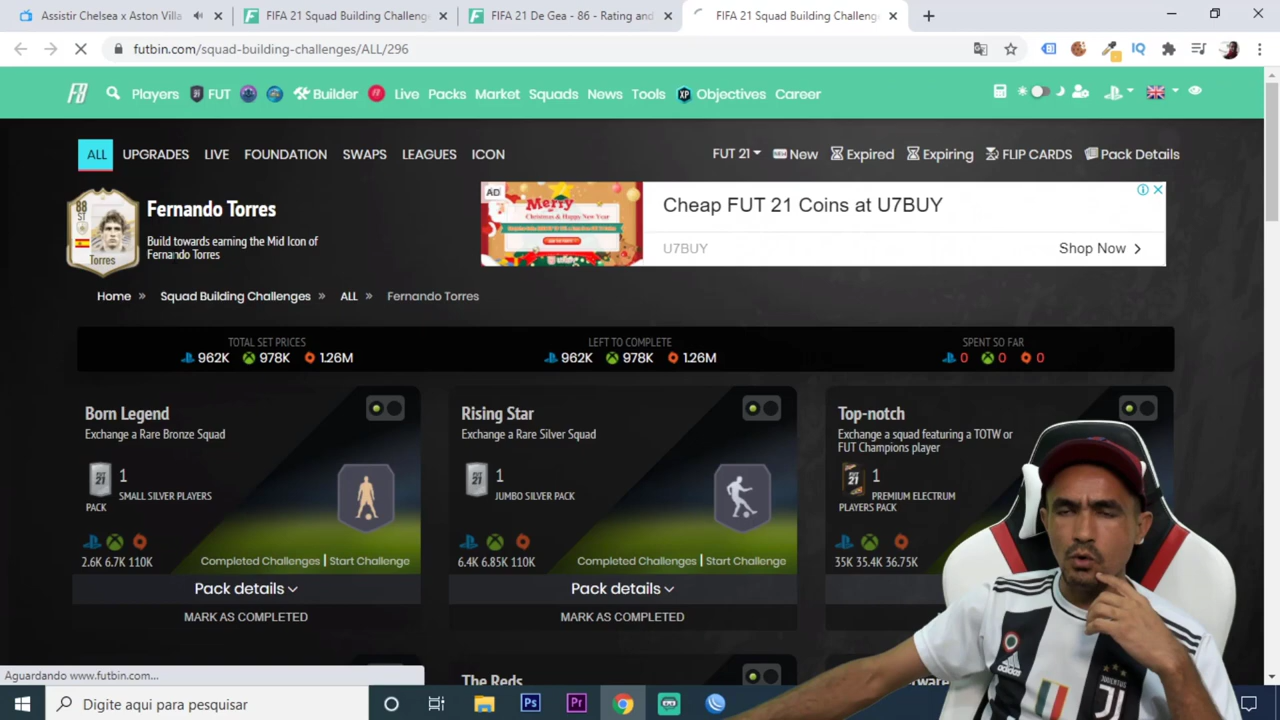 Assistir Chelsea x Aston Villa
FIFA 21 Squad Building Challeng
FIFA 21 De Gea - 86 - Rating and
FIFA 21 Squad Building Challeng
futbin.com/squad-building-challenges/ALL/296
IQ
Players FUT Builder Live Packs Market Squads News Tools XP Objectives Career
ALL UPGRADES LIVE FOUNDATION SWAPS LEAGUES ICON
FUT 21 New Expired Expiring FLIP CARDS Pack Details
88
ST
Torres
Fernando Torres
Build towards earning the Mid Icon of
Fernando Torres
AD
Merry
Cheap FUT 21 Coins at U7BUY
U7BUY
Shop Now
Home » Squad Building Challenges » ALL » Fernando Torres
TOTAL SET PRICES
962K 978K 1.26M
LEFT TO COMPLETE
962K 978K 1.26M
SPENT SO FAR
0 0 0
Born Legend
Exchange a Rare Bronze Squad
1
SMALL SILVER PLAYERS
PACK
2.6K 6.7K 110K
Completed Challenges | Start Challenge
Pack details
MARK AS COMPLETED
Rising Star
Exchange a Rare Silver Squad
1
JUMBO SILVER PACK
6.4K 6.85K 110K
Completed Challenges | Start Challenge
Pack details
MARK AS COMPLETED
Top-notch
Exchange a squad featuring a TOTW or
FUT Champions player
1
PREMIUM ELECTRUM
PLAYERS PACK
35K 35.4K 36.75K
The Reds
Aguardando www.futbin.com...
Digite aqui para pesquisar
Ps
Pr